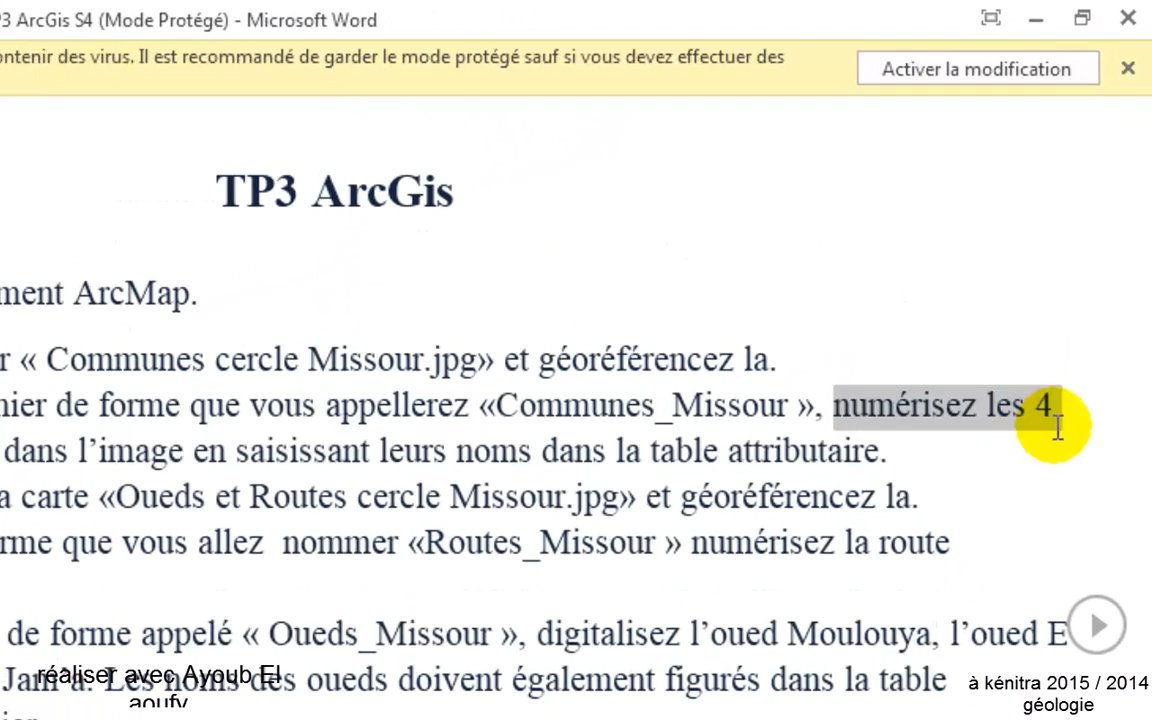 3 ArcGis S4 (Mode Protégé) - Microsoft Word
ontenir des virus. Il est recommandé de garder le mode protégé sauf si vous devez effectuer des
Activer la modification
TP3 ArcGis
ment ArcMap.
r « Communes cercle Missour.jpg» et géoréférencez la.
hier de forme que vous appellerez «Communes_Missour », numérisez les 4
dans l’image en saisissant leurs noms dans la table attributaire.
a carte «Oueds et Routes cercle Missour.jpg» et géoréférencez la.
rme que vous allez nommer «Routes_Missour » numérisez la route
de forme appelé « Oueds_Missour », digitalisez l’oued Moulouya, l’oued E
Jam’a. Les noms des oueds doivent également figurés dans la table
réaliser avec Ayoub El
aoufy
à kénitra 2015 / 2014
géologie